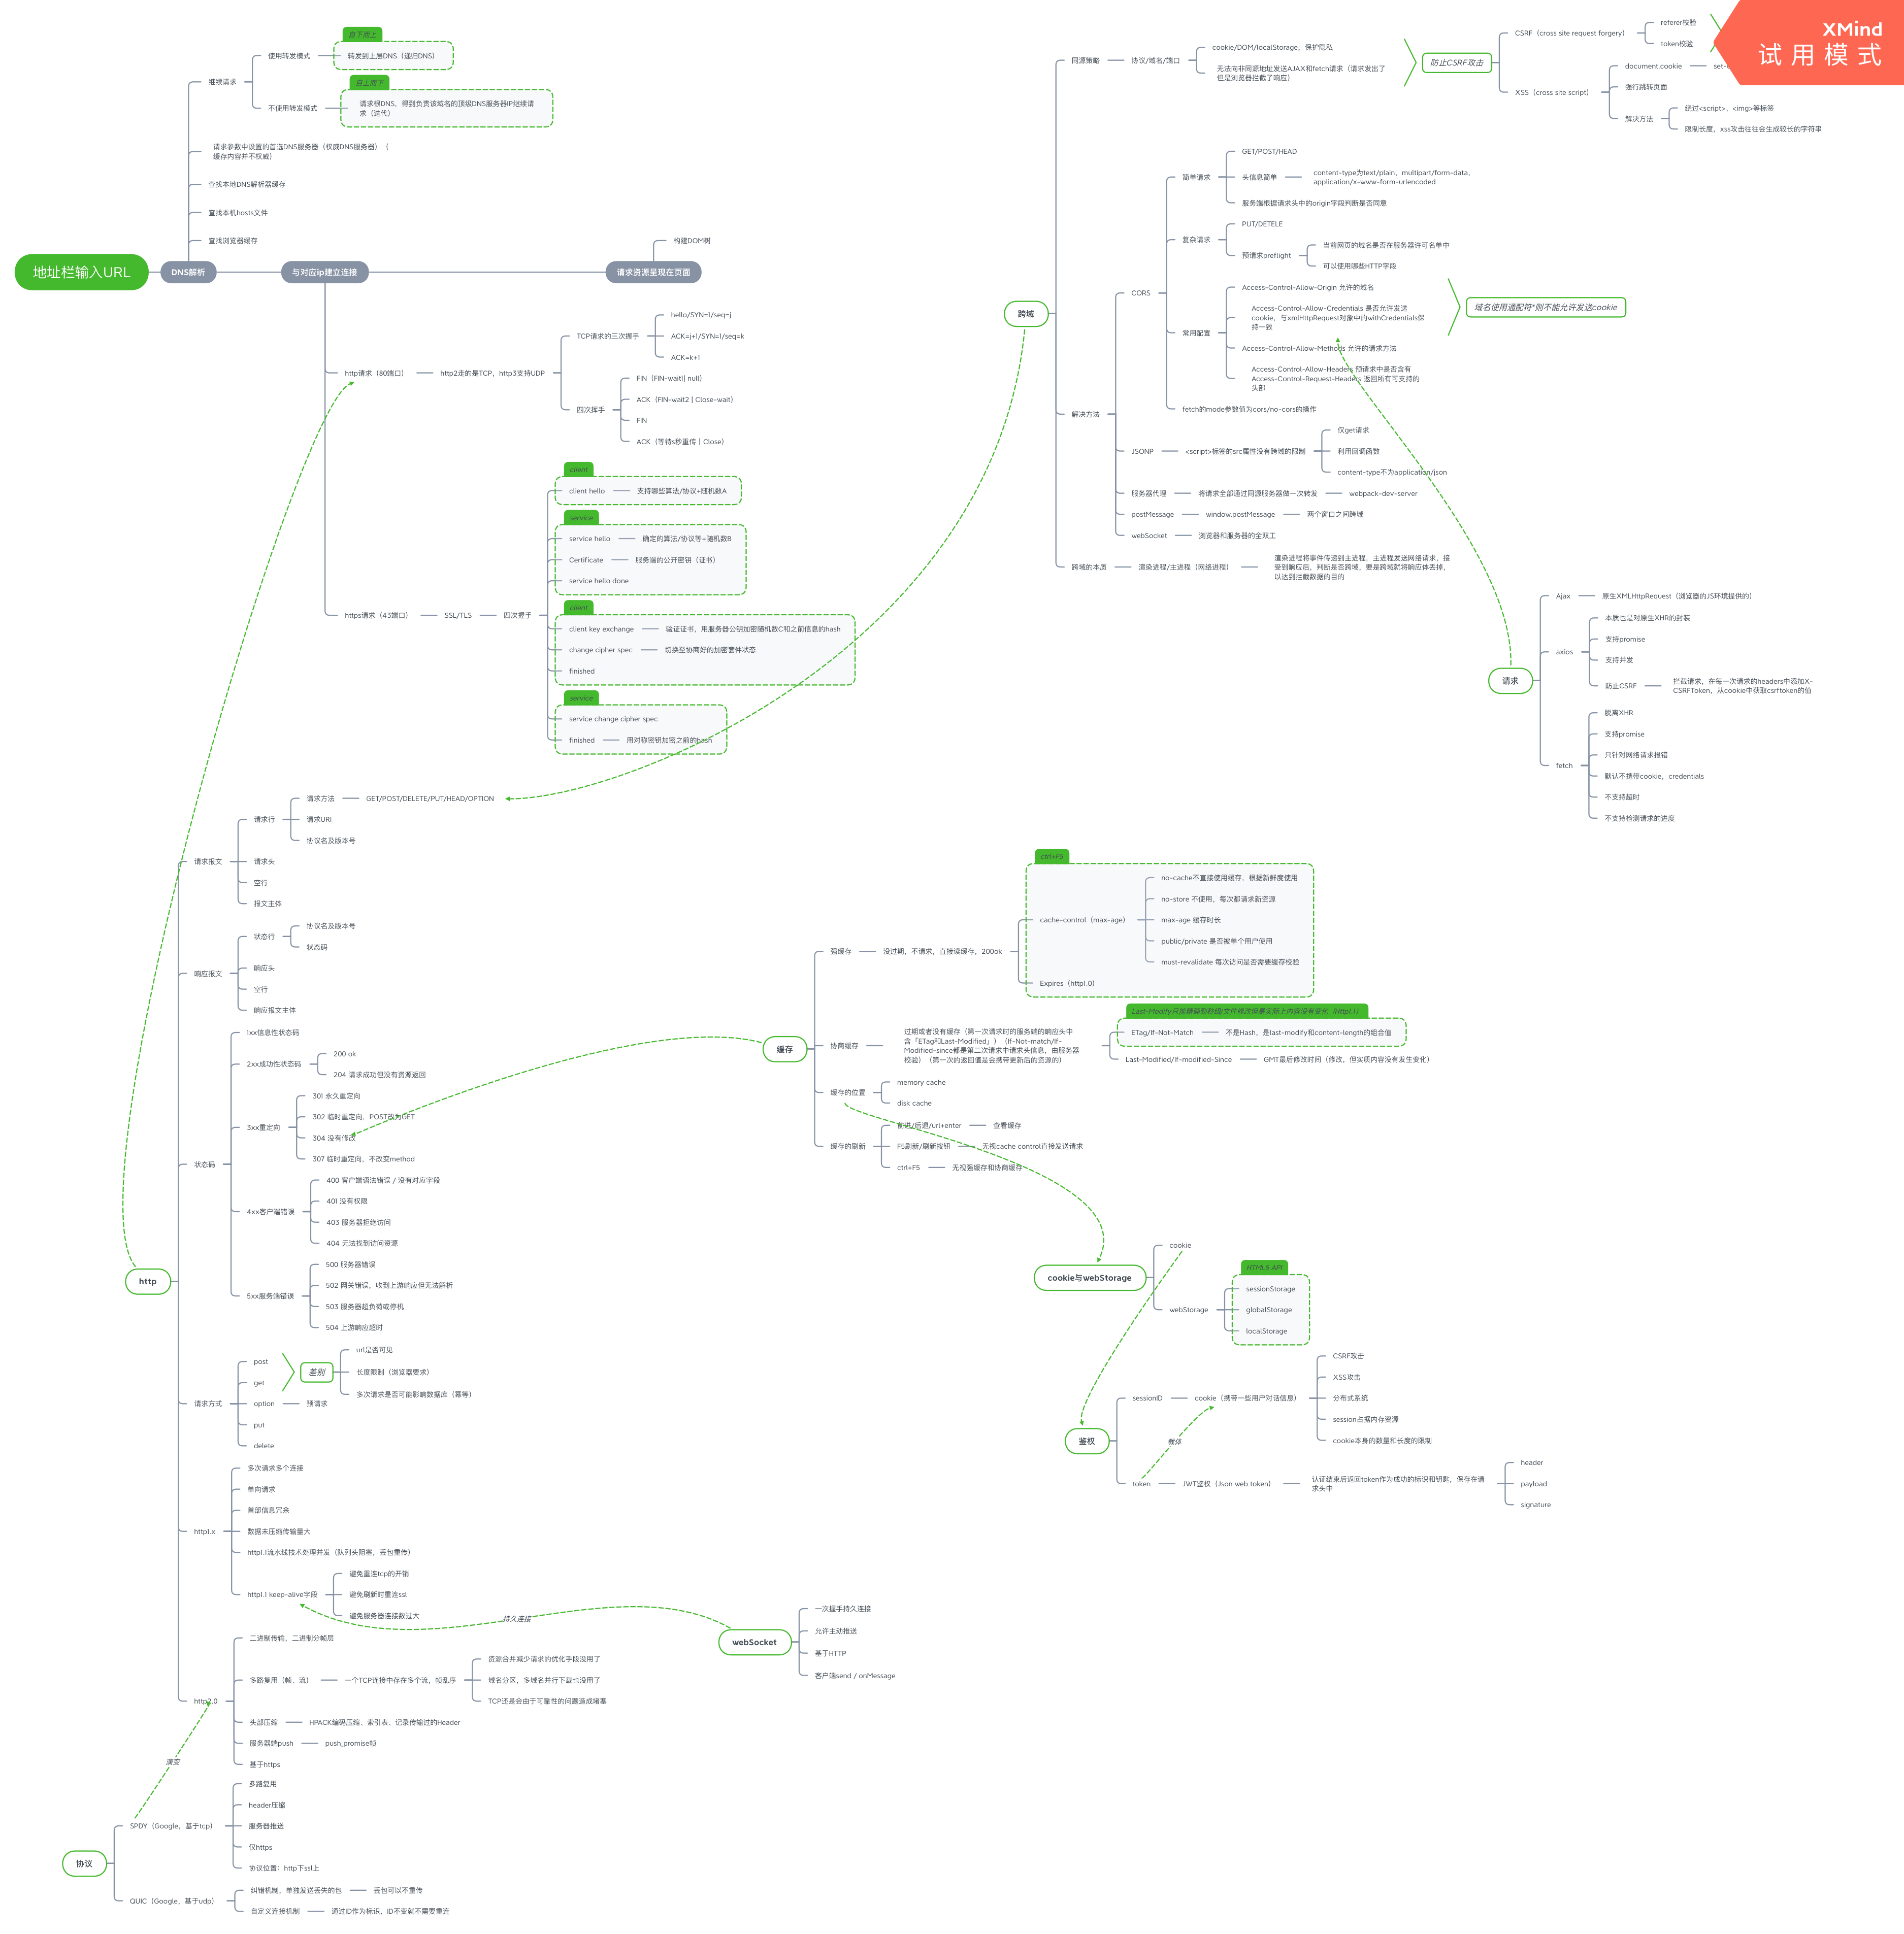 XMind
试用模式
自下而上
使用转发模式
转发到上层DNS（递归DNS）
继续请求
自上而下
不使用转发模式
请求根DNS，得到负责该域名的顶级DNS服务器IP继续请
求（迭代）
请求参数中设置的首选DNS服务器（权威DNS服务器）（
缓存内容并不权威）
查找本地DNS解析器缓存
查找本机hosts文件
查找浏览器缓存
地址栏输入URL
DNS解析
与对应ip建立连接
请求资源呈现在页面
构建DOM树
http请求（80端口）
http2走的是TCP，http3支持UDP
TCP请求的三次握手
hello/SYN=1/seq=j
ACK=j+1/SYN=1/seq=k
ACK=k+1
四次挥手
FIN（FIN-wait1| null）
ACK（FIN-wait2 | Close-wait）
FIN
ACK（等待s秒重传 | Close）
https请求（43端口）
SSL/TLS
四次握手
client
client hello
支持哪些算法/协议+随机数A
service
service hello
确定的算法/协议等+随机数B
Certificate
服务端的公开密钥（证书）
service hello done
client
client key exchange
验证证书，用服务器公钥加密随机数C和之前信息的hash
change cipher spec
切换至协商好的加密套件状态
finished
service
service change cipher spec
finished
用对称密钥加密之前的hash
跨域
同源策略
协议/域名/端口
cookie/DOM/localStorage，保护隐私
无法向非同源地址发送AJAX和fetch请求（请求发出了
但是浏览器拦截了响应）
防止CSRF攻击
CSRF（cross site request forgery）
referer校验
token校验
XSS（cross site script）
document.cookie
强行跳转页面
解决方法
绕过<script>、<img>等标签
限制长度，xss攻击往往会生成较长的字符串
解决方法
CORS
简单请求
GET/POST/HEAD
头信息简单
content-type为text/plain，multipart/form-data，
application/x-www-form-urlencoded
服务端根据请求头中的origin字段判断是否同意
复杂请求
PUT/DETELE
预请求preflight
当前网页的域名是否在服务器许可名单中
可以使用哪些HTTP字段
常用配置
Access-Control-Allow-Origin 允许的域名
Access-Control-Allow-Credentials 是否允许发送
cookie，与xmlHttpRequest对象中的withCredentials保
持一致
Access-Control-Allow-Methods 允许的请求方法
Access-Control-Allow-Headers 预请求中是否含有
Access-Control-Request-Headers 返回所有可支持的
头部
域名使用通配符*则不能允许发送cookie
fetch的mode参数值为cors/no-cors的操作
JSONP
<script>标签的src属性没有跨域的限制
仅get请求
利用回调函数
content-type不为application/json
服务器代理
将请求全部通过同源服务器做一次转发
webpack-dev-server
postMessage
window.postMessage
两个窗口之间跨域
webSocket
浏览器和服务器的全双工
跨域的本质
渲染进程/主进程（网络进程）
渲染进程将事件传递到主进程，主进程发送网络请求，接
受到响应后，判断是否跨域，要是跨域就将响应体丢掉，
以达到拦截数据的目的
请求
Ajax
原生XMLHttpRequest（浏览器的JS环境提供的）
axios
本质也是对原生XHR的封装
支持promise
支持并发
防止CSRF
拦截请求，在每一次请求的headers中添加X-
CSRFToken，从cookie中获取csrftoken的值
fetch
脱离XHR
支持promise
只针对网络请求报错
默认不携带cookie，credentials
不支持超时
不支持检测请求的进度
http
请求报文
请求行
请求方法
GET/POST/DELETE/PUT/HEAD/OPTION
请求URI
协议名及版本号
请求头
空行
报文主体
响应报文
状态行
协议名及版本号
状态码
响应头
空行
响应报文主体
状态码
1xx信息性状态码
2xx成功性状态码
200 ok
204 请求成功但没有资源返回
3xx重定向
301 永久重定向
302 临时重定向，POST改为GET
304 没有修改
307 临时重定向，不改变method
4xx客户端错误
400 客户端语法错误 / 没有对应字段
401 没有权限
403 服务器拒绝访问
404 无法找到访问资源
5xx服务端错误
500 服务器错误
502 网关错误，收到上游响应但无法解析
503 服务器超负荷或停机
504 上游响应超时
请求方式
post
get
差别
url是否可见
长度限制（浏览器要求）
多次请求是否可能影响数据库（幂等）
option
预请求
put
delete
http1.x
多次请求多个连接
单向请求
首部信息冗余
数据未压缩传输量大
http1.1流水线技术处理并发（队列头阻塞，丢包重传）
http1.1 keep-alive字段
避免重连tcp的开销
避免刷新时重连ssl
避免服务器连接数过大
持久连接
http2.0
二进制传输，二进制分帧层
多路复用（帧、流）
一个TCP连接中存在多个流，帧乱序
资源合并减少请求的优化手段没用了
域名分区，多域名并行下载也没用了
TCP还是会由于可靠性的问题造成堵塞
头部压缩
HPACK编码压缩、索引表、记录传输过的Header
服务器端push
push_promise帧
基于https
演变
协议
SPDY（Google，基于tcp）
多路复用
header压缩
服务器推送
仅https
协议位置：http下ssl上
QUIC（Google，基于udp）
纠错机制，单独发送丢失的包
丢包可以不重传
自定义连接机制
通过ID作为标识，ID不变就不需要重连
webSocket
一次握手持久连接
允许主动推送
基于HTTP
客户端send / onMessage
缓存
强缓存
没过期，不请求，直接读缓存，200ok
ctrl+F5
cache-control（max-age）
no-cache不直接使用缓存，根据新鲜度使用
no-store 不使用，每次都请求新资源
max-age 缓存时长
public/private 是否被单个用户使用
must-revalidate 每次访问是否需要缓存校验
Expires（http1.0）
协商缓存
过期或者没有缓存（第一次请求时的服务端的响应头中
含「ETag和Last-Modified」）（If-Not-match/If-
Modified-since都是第二次请求中请求头信息，由服务器
校验）（第一次的返回值是会携带更新后的资源的）
Last-Modify只能精确到秒级/文件修改但是实际上内容没有变化（Http1.1）
ETag/If-Not-Match
不是Hash，是last-modify和content-length的组合值
Last-Modified/If-modified-Since
GMT最后修改时间（修改，但实质内容没有发生变化）
缓存的位置
memory cache
disk cache
缓存的刷新
前进/后退/url+enter
查看缓存
F5刷新/刷新按钮
无视cache control直接发送请求
ctrl+F5
无视强缓存和协商缓存
cookie与webStorage
cookie
webStorage
HTML5 API
sessionStorage
globalStorage
localStorage
鉴权
sessionID
cookie（携带一些用户对话信息）
CSRF攻击
XSS攻击
分布式系统
session占据内存资源
cookie本身的数量和长度的限制
载体
token
JWT鉴权（Json web token）
认证结束后返回token作为成功的标识和钥匙，保存在请
求头中
header
payload
signature